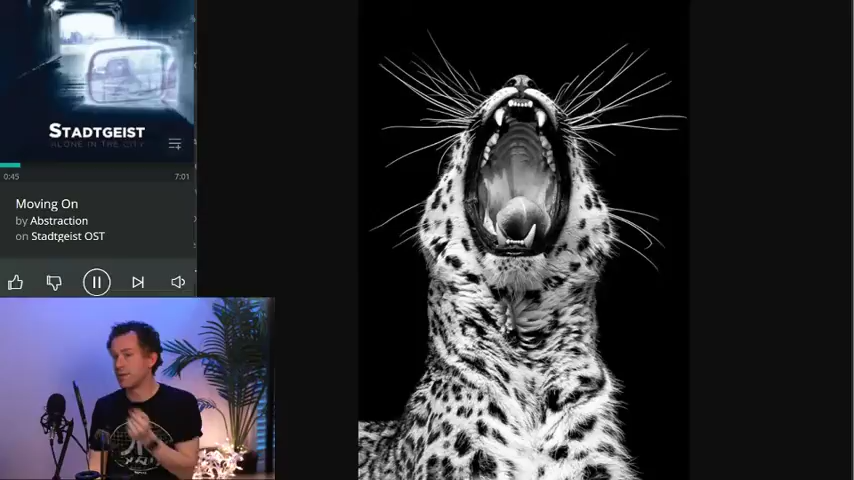 STADTGEIST
ALONE IN THE CITY
0:45
7:01
Moving On
by Abstraction
on Stadtgeist OST